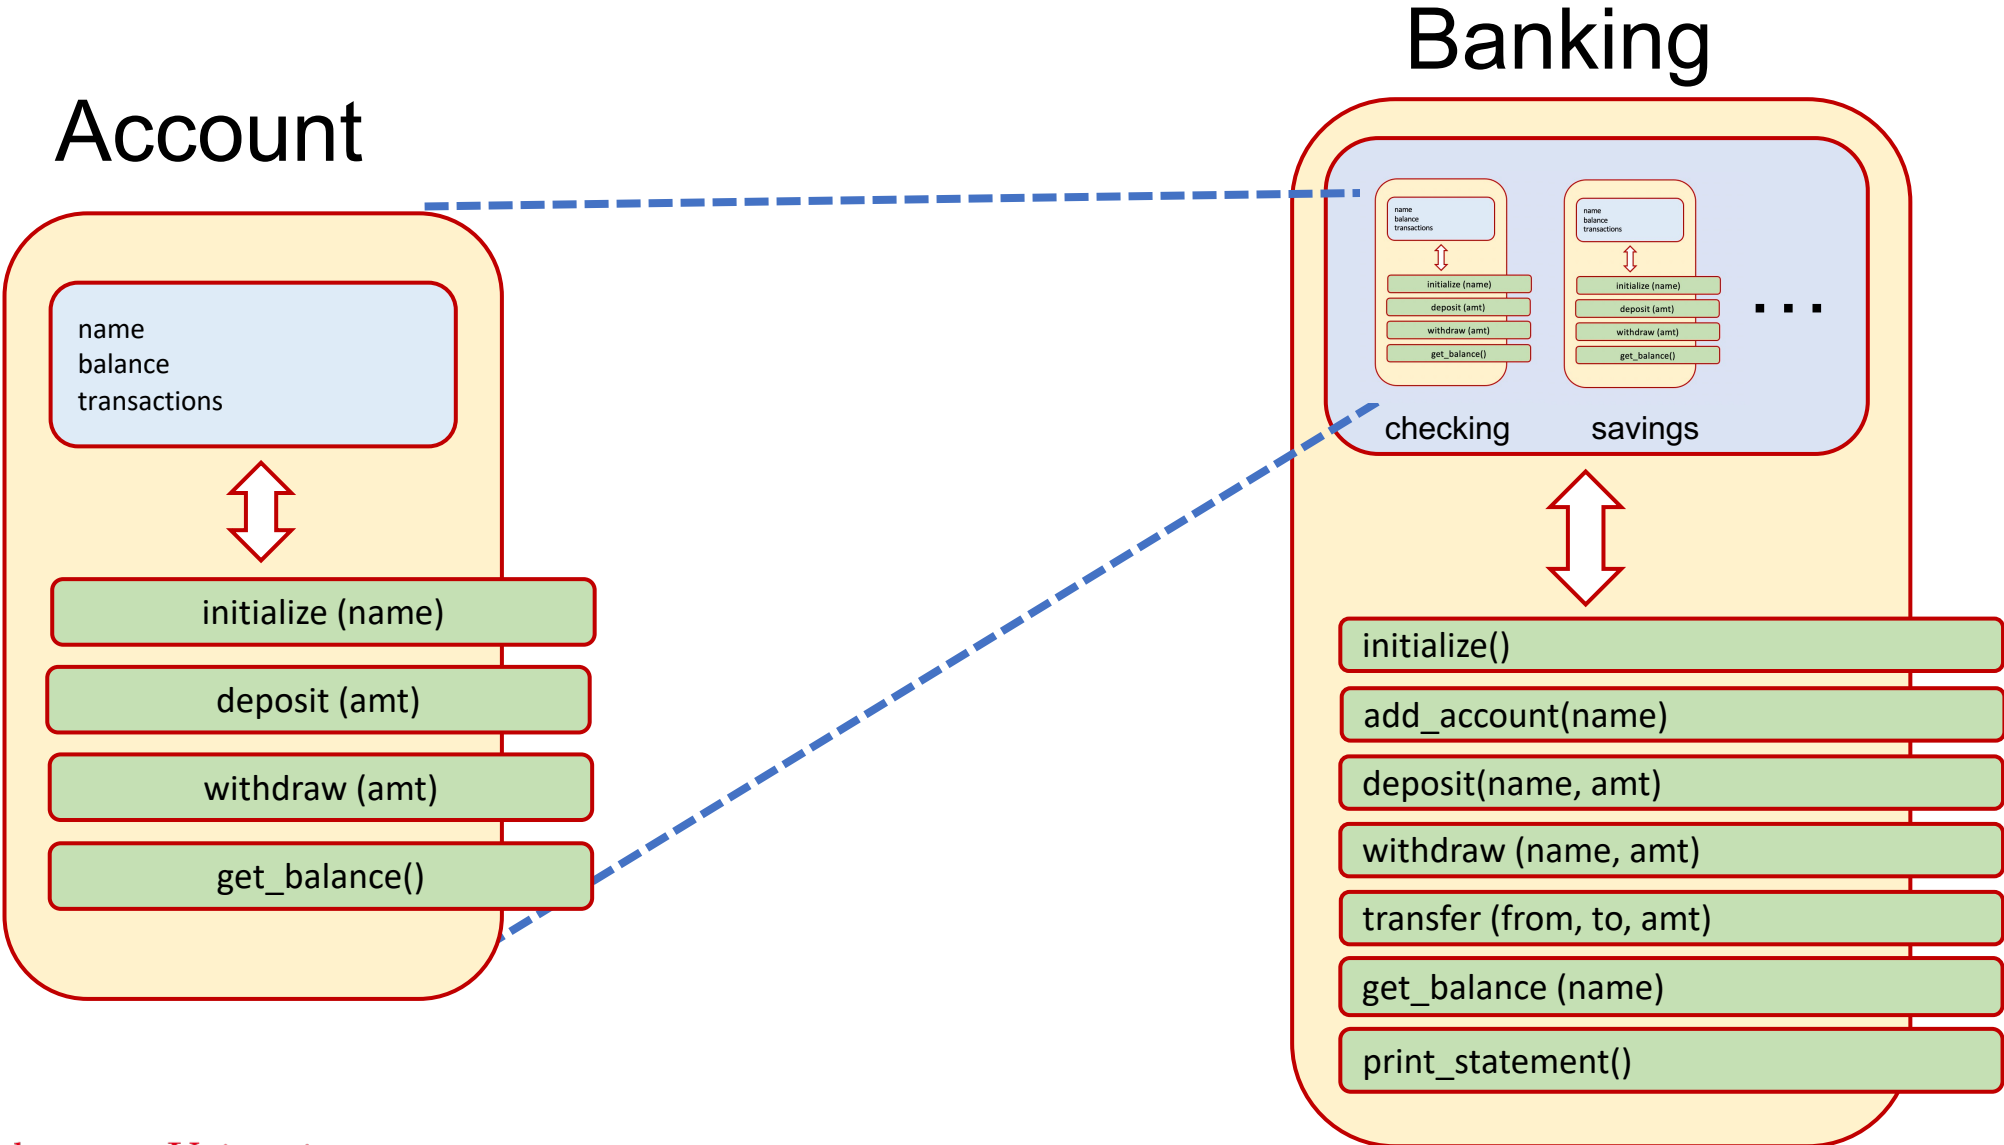 Banking
Account
name
balance
transactions
initialize (name)
deposit (amt)
withdraw (amt)
get_balance()
name
balance
transactions
initialize (name)
deposit (amt)
withdraw (amt)
get_balance()
checking
name
balance
transactions
initialize (name)
deposit (amt)
withdraw (amt)
get_balance()
savings
...
initialize()
add_account(name)
deposit(name, amt)
withdraw (name, amt)
transfer (from, to, amt)
get_balance (name)
print_statement()